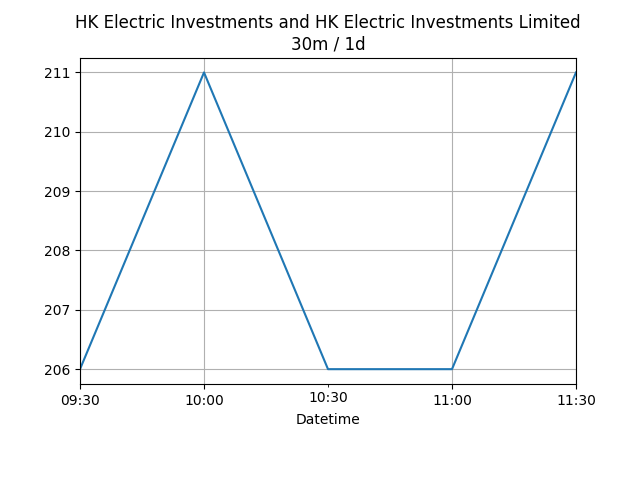 HK Electric Investments and HK Electric Investments Limited
30m / 1d
211
210
209
208
207
206
09:30 10:00 10:30 11:00 11:30
Datetime